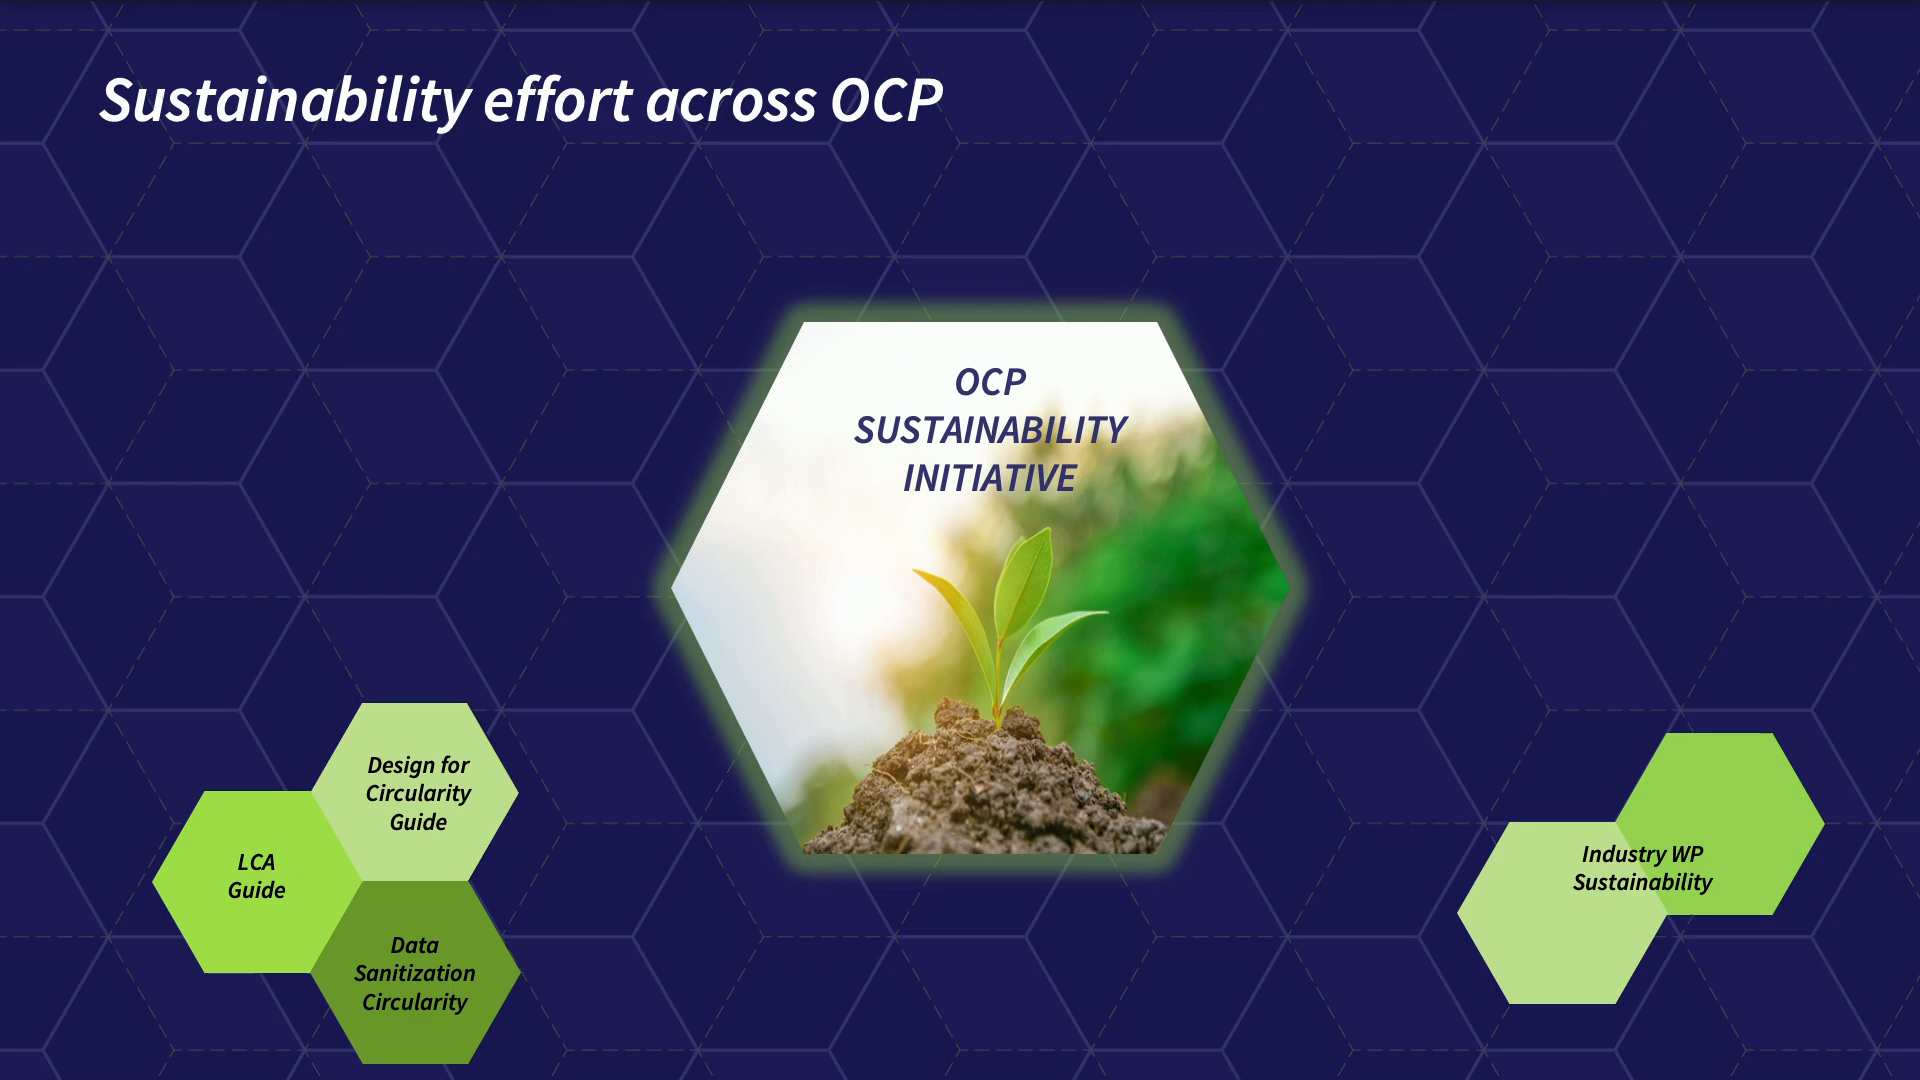 Sustainability effort across OCP
OCP
SUSTAINABILITY
INITIATIVE
Design for
Circularity
Guide
LCA
Guide
Data
Sanitization
Circularity
Industry WP
Sustainability